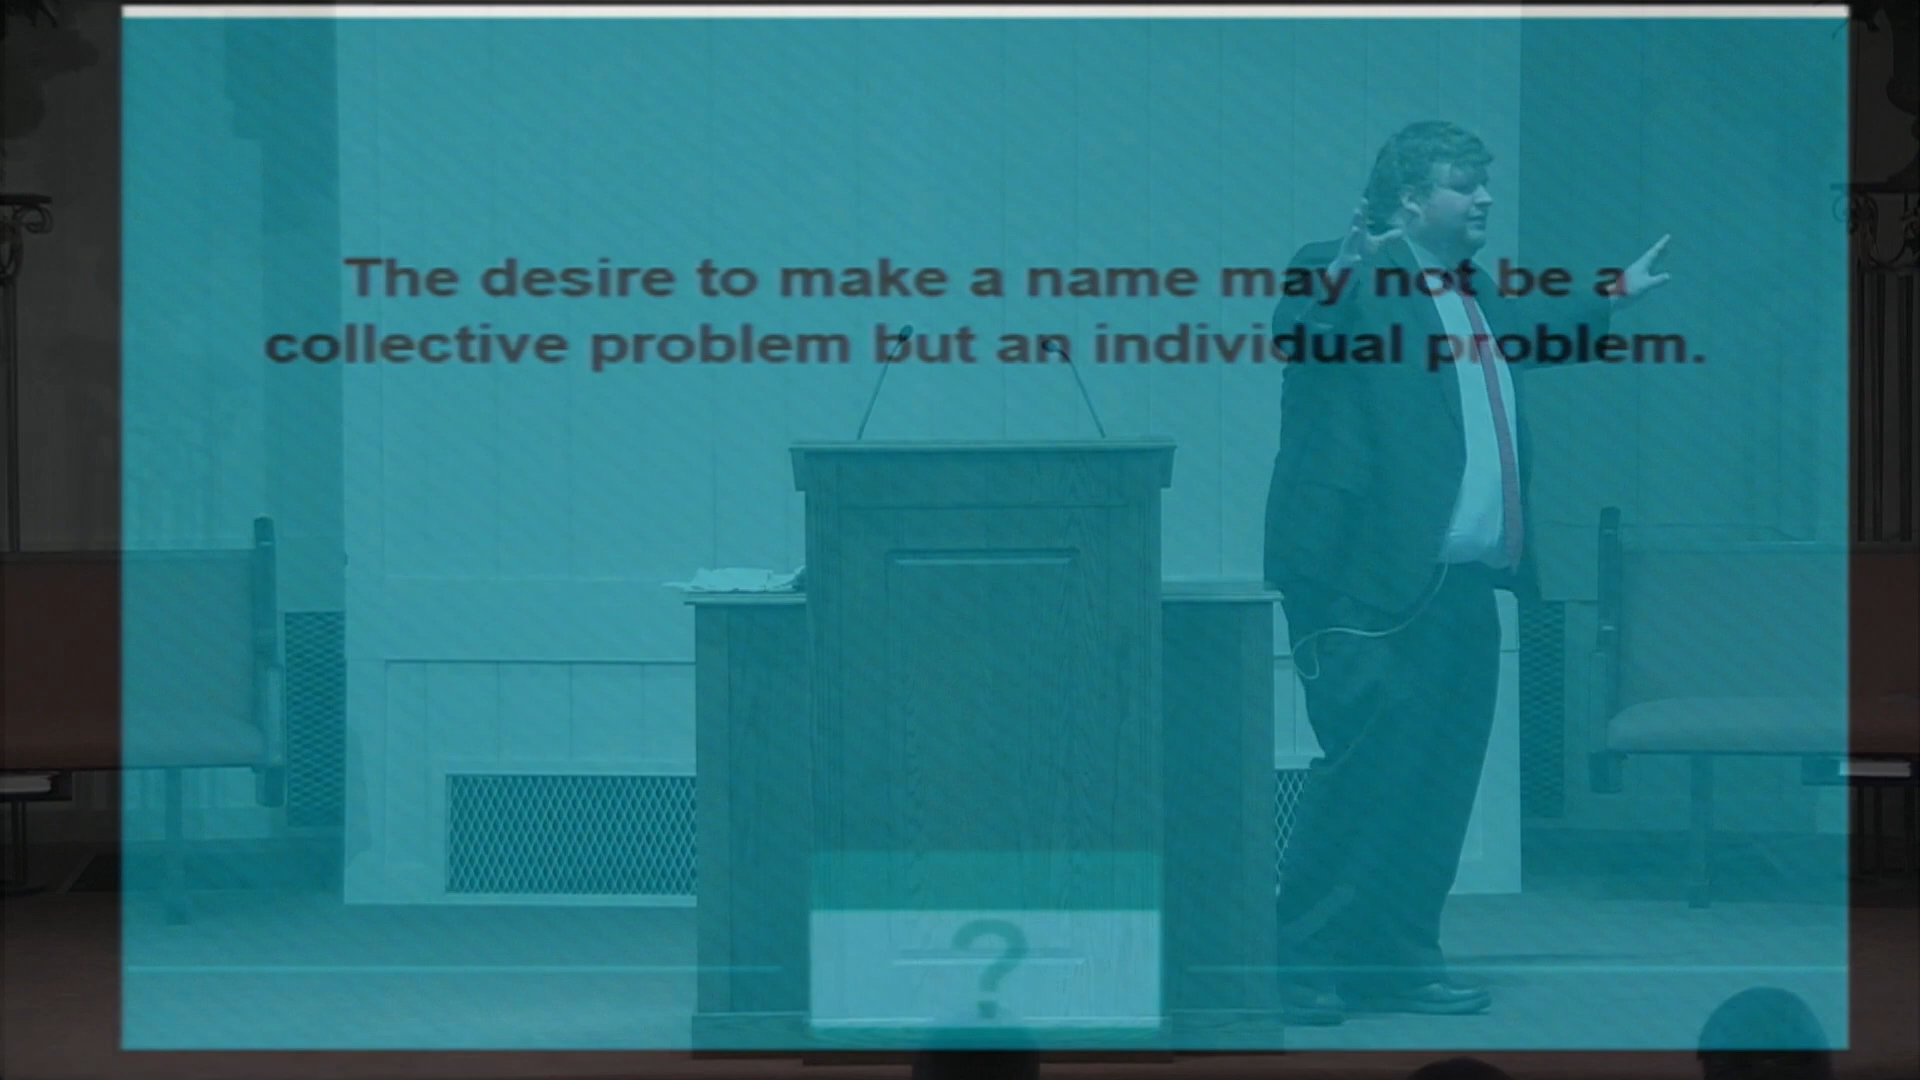 The desire to make a name may not be a
collective problem but an individual problem.
?